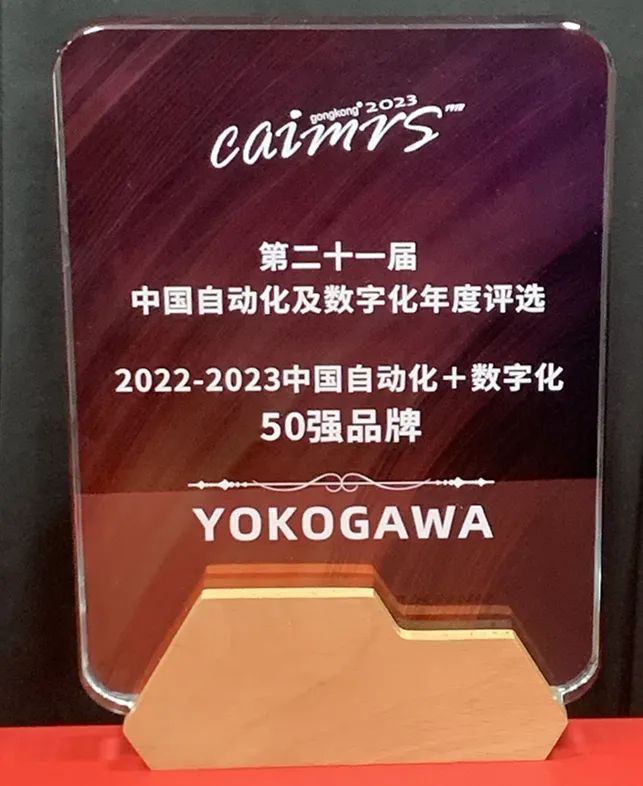 gongkong® 2023
caimrs
第二十一届
中国自动化及数字化年度评选
2022-2023中国自动化＋数字化
50强品牌
YOKOGAWA